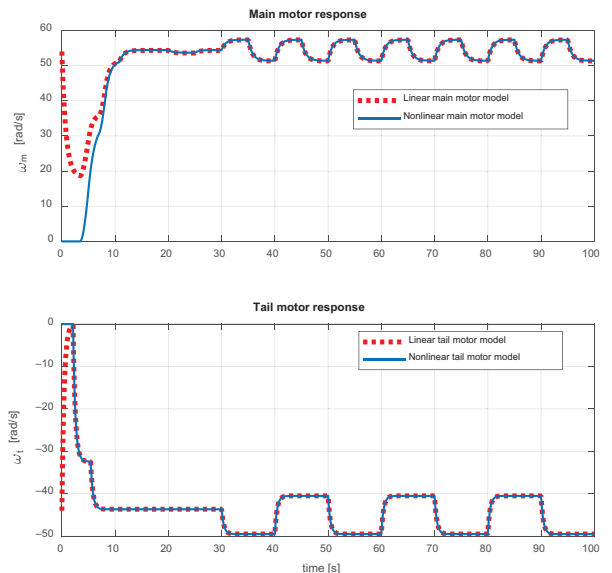 Main motor response
60
50
40
30
20
10
0
ωm [rad/s]
Linear main motor model
Nonlinear main motor model
0 10 20 30 40 50 60 70 80 90 100
Tail motor response
0
−10
−20
−30
−40
−50
ωt [rad/s]
Linear tail motor model
Nonlinear tail motor model
0 10 20 30 40 50 60 70 80 90 100
time [s]